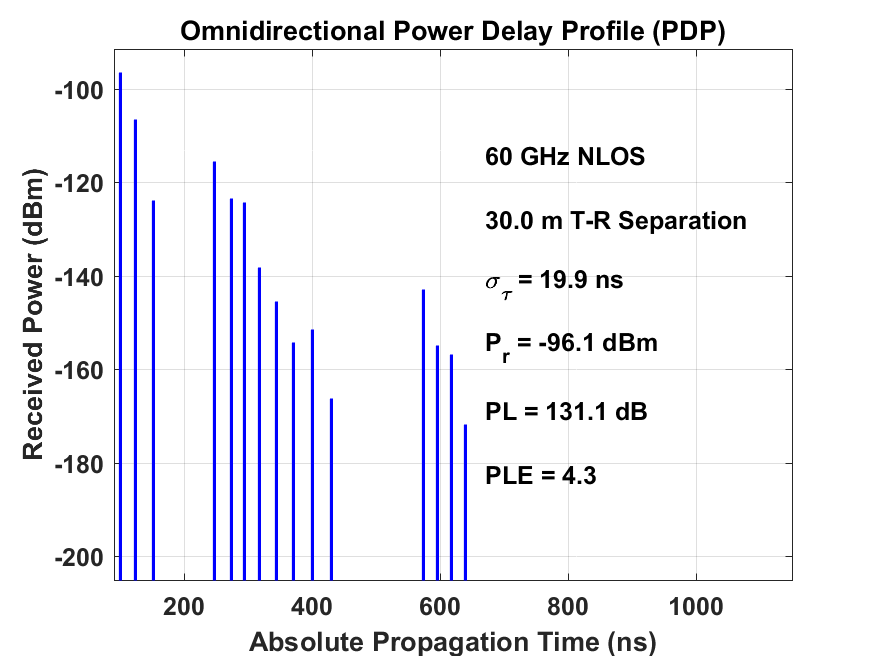 Omnidirectional Power Delay Profile (PDP)
Received Power (dBm)
-100
-120
-140
-160
-180
-200
60 GHz NLOS
30.0 m T-R Separation
σ_τ = 19.9 ns
P_r = -96.1 dBm
PL = 131.1 dB
PLE = 4.3
200 400 600 800 1000
Absolute Propagation Time (ns)